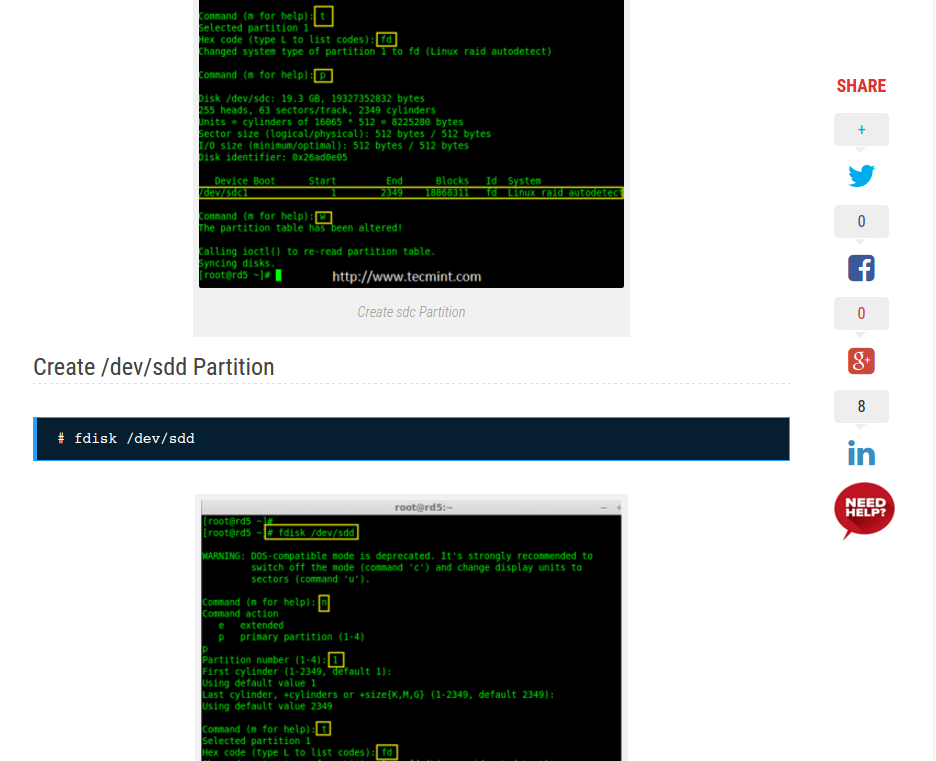 Command (m for help): t
Selected partition 1
Hex code (type L to list codes): fd
Changed system type of partition 1 to fd (Linux raid autodetect)
Command (m for help): p
Disk /dev/sdc: 19.3 GB, 19327352832 bytes
255 heads, 63 sectors/track, 2349 cylinders
Units = cylinders of 16065 * 512 = 8225280 bytes
Sector size (logical/physical): 512 bytes / 512 bytes
I/O size (minimum/optimal): 512 bytes / 512 bytes
Disk identifier: 0x26ad0e05
Device Boot Start End Blocks Id System
/dev/sdc1 1 2349 18868311 fd Linux raid autodetect
Command (m for help): w
The partition table has been altered!
Calling ioctl() to re-read partition table.
Syncing disks.
[root@rd5 ~]#
http://www.tecmint.com
Create sdc Partition
Create /dev/sdd Partition
# fdisk /dev/sdd
root@rd5:~
[root@rd5 ~]#
[root@rd5 ~]# fdisk /dev/sdd
WARNING: DOS-compatible mode is deprecated. It's strongly recommended to
switch off the mode (command 'c') and change display units to
sectors (command 'u').
Command (m for help): n
Command action
e extended
p primary partition (1-4)
p
Partition number (1-4): 1
First cylinder (1-2349, default 1):
Using default value 1
Last cylinder, +cylinders or +size{K,M,G} (1-2349, default 2349):
Using default value 2349
Command (m for help): t
Selected partition 1
Hex code (type L to list codes): fd
SHARE
+
0
0
g+
8
in
NEED
HELP?